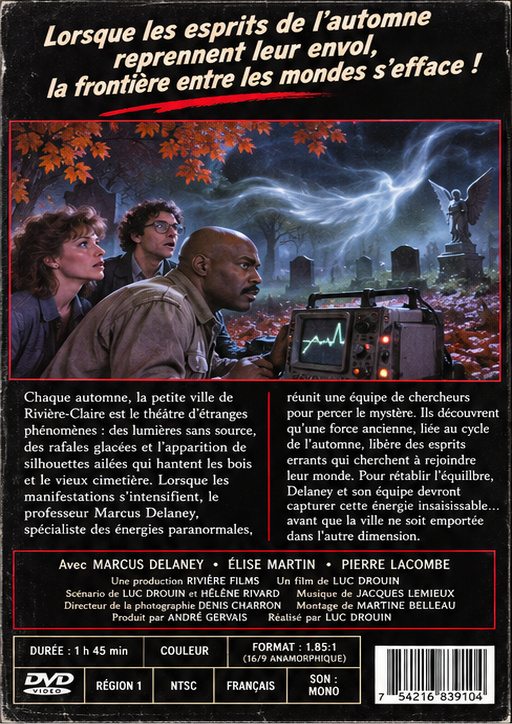 Lorsque les esprits de l'automne
reprennent leur envol,
la frontière entre les mondes s'efface !
Chaque automne, la petite ville de
Rivière-Claire est le théâtre d'étranges
phénomènes : des lumières sans source,
des rafales glacées et l'apparition de
silhouettes ailées qui hantent les bois
et le vieux cimetière. Lorsque les
manifestations s'intensifient, le
professeur Marcus Delaney,
spécialiste des énergies paranormales,
réunit une équipe de chercheurs
pour percer le mystère. Ils découvrent
qu'une force ancienne, liée au cycle
de l'automne, libère des esprits
errants qui cherchent à rejoindre
leur monde. Pour rétablir l'équillbre,
Delaney et son équipe devront
capturer cette énergie insaisissable...
avant que la ville ne soit emportée
dans l'autre dimension.
Avec MARCUS DELANEY • ÉLISE MARTIN • PIERRE LACOMBE
Une production RIVIÈRE FILMS Un film de LUC DROUIN
Scénario de LUC DROUIN et HÉLÈNE RIVARD Musique de JACQUES LEMIEUX
Directeur de la photographie DENIS CHARRON Montage de MARTINE BELLEAU
Produit par ANDRÉ GERVAIS Réalisé par LUC DROUIN
DURÉE : 1 h 45 min
COULEUR
FORMAT : 1.85:1
(16/9 ANAMORPHIQUE)
DVD
VIDEO
RÉGION 1
NTSC
FRANÇAIS
SON :
MONO
7 54216 839104